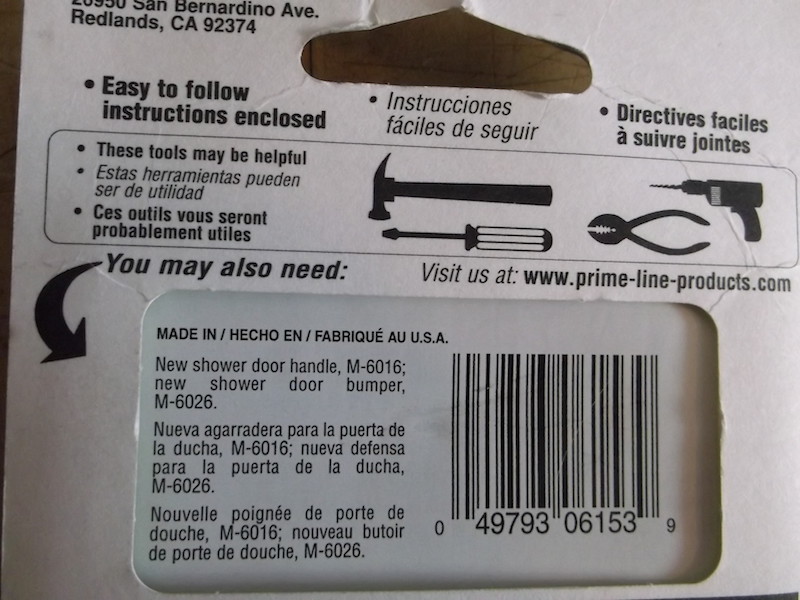 20950 San Bernardino Ave.
Redlands, CA 92374
• Easy to follow
instructions enclosed
• Instrucciones
fáciles de seguir
• Directives faciles
à suivre jointes
• These tools may be helpful
• Estas herramientas pueden
ser de utilidad
• Ces outils vous seront
probablement utiles
You may also need:
Visit us at: www.prime-line-products.com
MADE IN / HECHO EN / FABRIQUÉ AU U.S.A.
New shower door handle, M-6016;
new shower door bumper,
M-6026.
Nueva agarradera para la puerta de
la ducha, M-6016; nueva defensa
para la puerta de la ducha,
M-6026.
Nouvelle poignée de porte de
douche, M-6016; nouveau butoir
de porte de douche, M-6026.
0 49793 06153 9